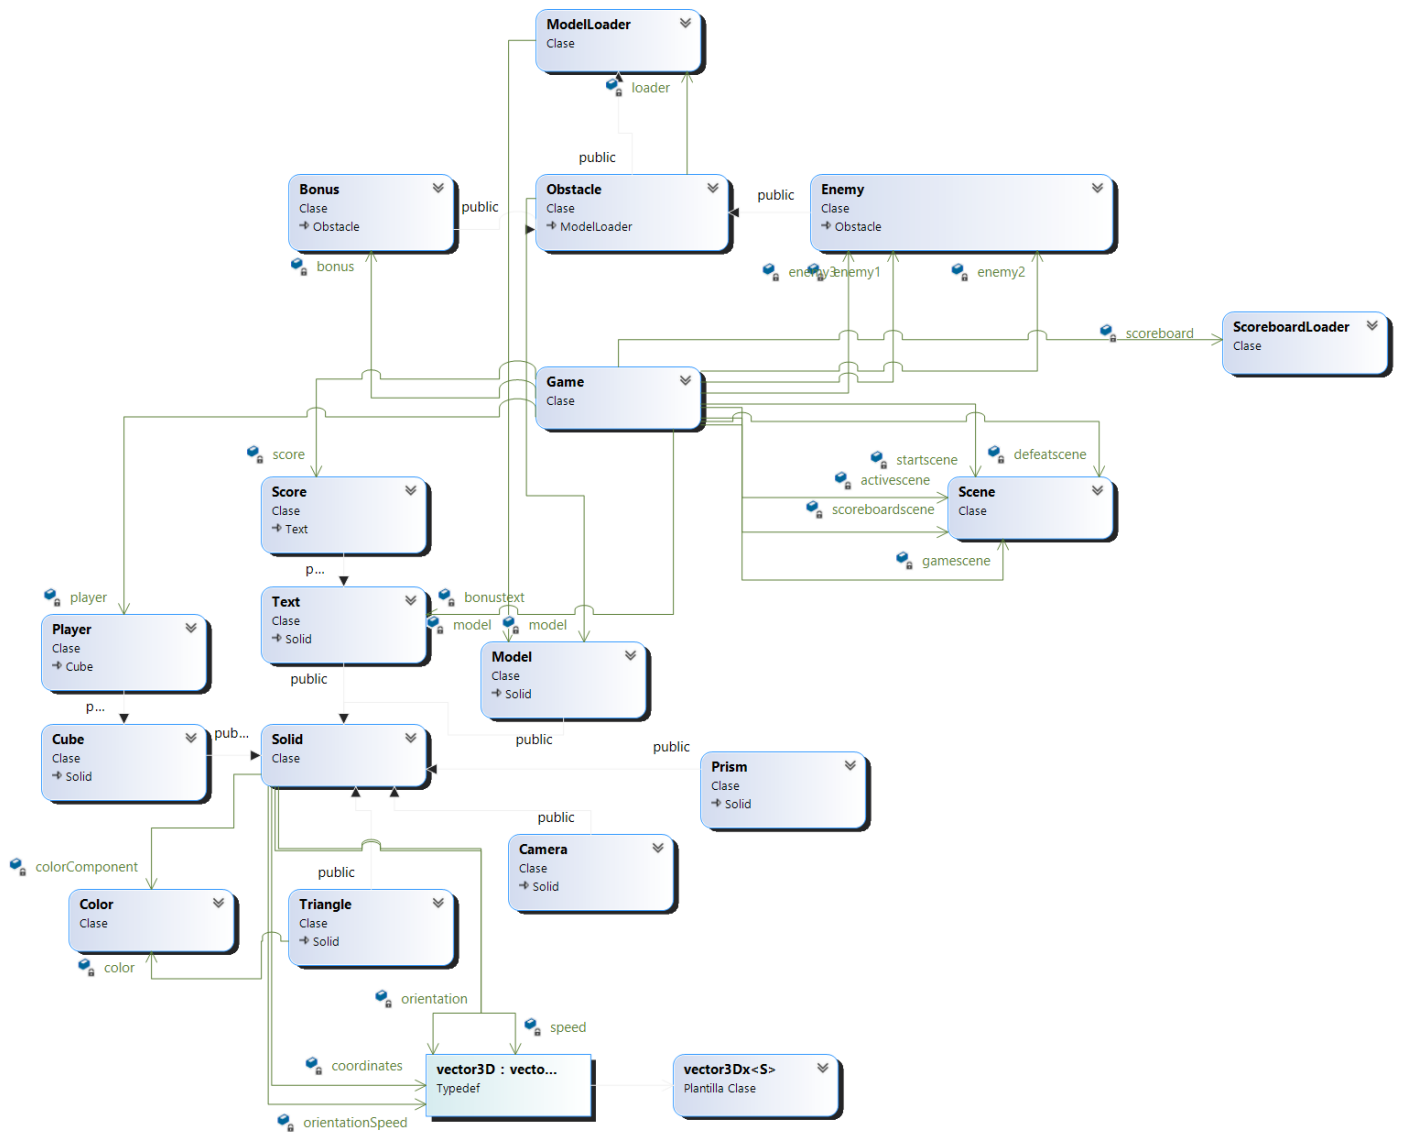 ModelLoader
Clase
loader
public
Bonus
Clase
Obstacle
public
Obstacle
Clase
ModelLoader
public
Enemy
Clase
Obstacle
bonus
enemy3
enemy1
enemy2
scoreboard
ScoreboardLoader
Clase
Game
Clase
score
startscene
defeatscene
activescene
scoreboardscene
Score
Clase
Text
Scene
Clase
gamescene
p...
player
bonustext
Text
Clase
Solid
model
model
Player
Clase
Cube
Model
Clase
Solid
public
p...
pub...
public
public
Cube
Clase
Solid
Solid
Clase
Prism
Clase
Solid
public
Camera
Clase
Solid
colorComponent
public
Color
Clase
Triangle
Clase
Solid
color
orientation
speed
coordinates
vector3D : vecto...
Typedef
vector3Dx<S>
Plantilla Clase
orientationSpeed